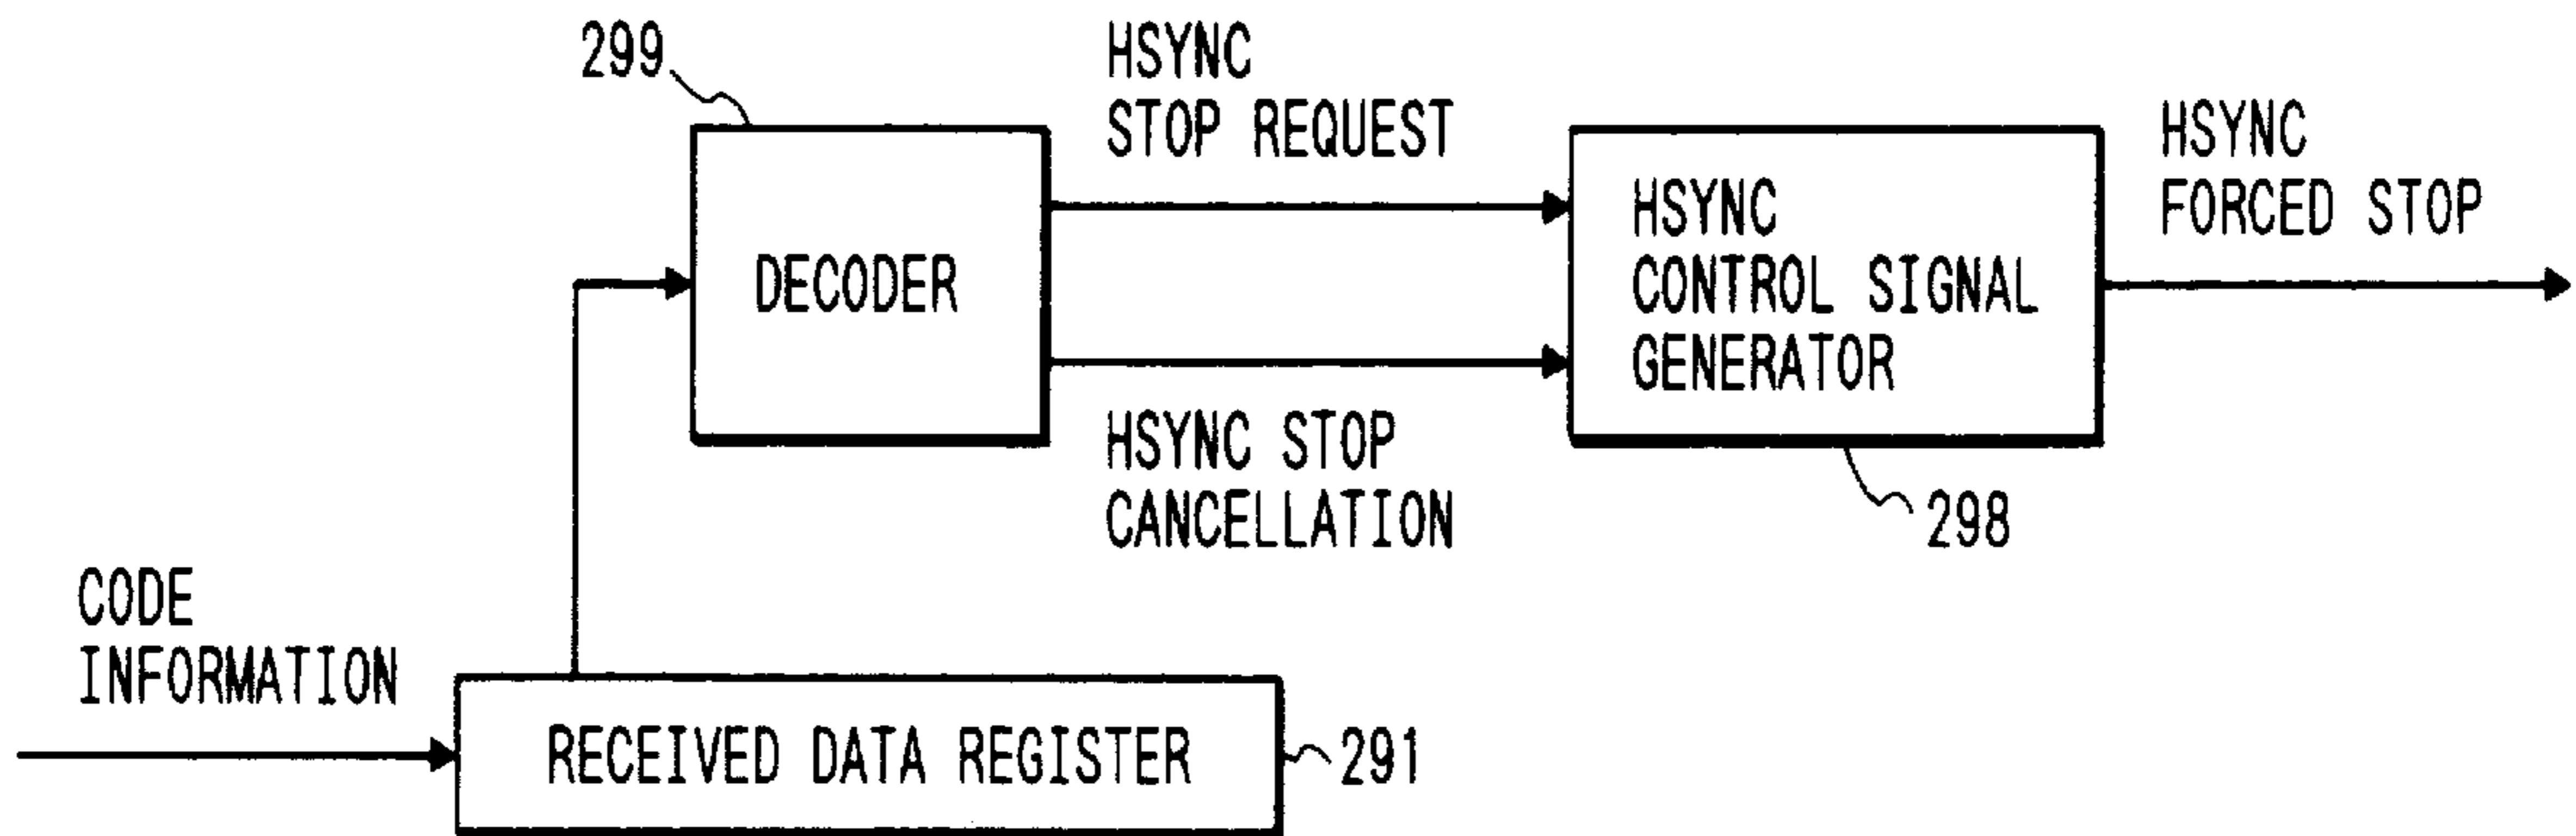 299
HSYNC
STOP REQUEST
HSYNC
FORCED STOP
DECODER
HSYNC
CONTROL SIGNAL
GENERATOR
HSYNC STOP
CANCELLATION
298
CODE
INFORMATION
RECEIVED DATA REGISTER
291